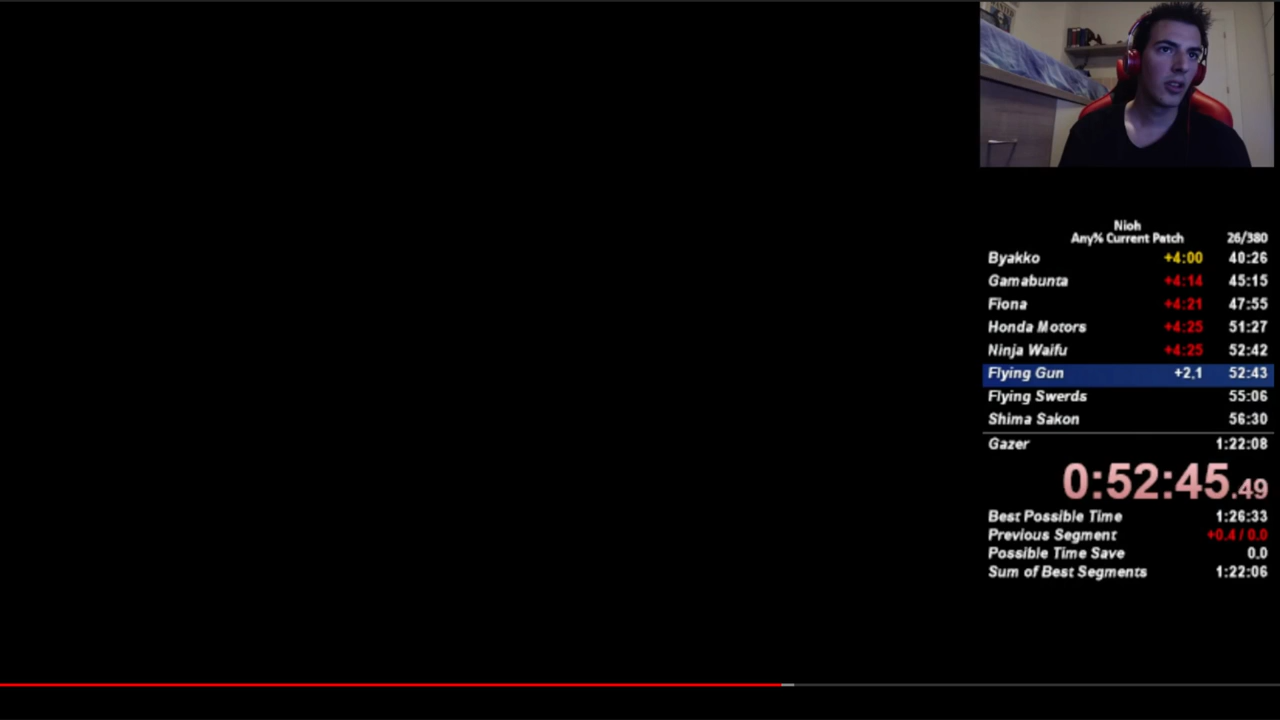 Nioh
Any% Current Patch 26/380
Byakko +4:00 40:26
Gamabunta +4:14 45:15
Fiona +4:21 47:55
Honda Motors +4:25 51:27
Ninja Waifu +4:25 52:42
Flying Gun +2,1 52:43
Flying Swerds 55:06
Shima Sakon 56:30
Gazer 1:22:08
0:52:45.49
Best Possible Time 1:26:33
Previous Segment +0.4 / 0.0
Possible Time Save 0.0
Sum of Best Segments 1:22:06